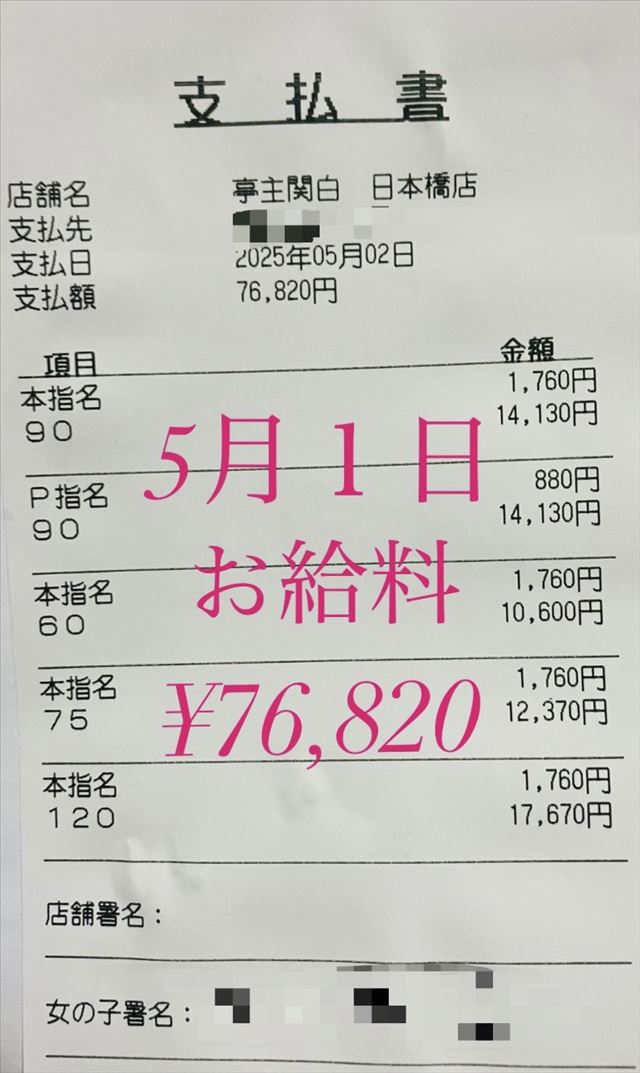 支払書
店舗名 亭主関白 日本橋店
支払先
支払日 2025年05月02日
支払額 76,820円
項目 金額
本指名 1,760円
90 14,130円
P指名 880円
90 14,130円
本指名 1,760円
60 10,600円
本指名 1,760円
75 12,370円
本指名 1,760円
120 17,670円
5月1日
お給料
¥76,820
店舗署名：
女の子署名：